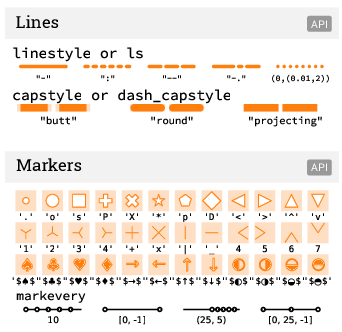 Lines API
linestyle or ls
"-" ":" "--" "-." (0,(0.01,2))
capstyle or dash_capstyle
"butt" "round" "projecting"
Markers API
'.' 'o' 's' 'P' 'X' '*' 'p' 'D' '<' '>' '^' 'v'
'1' '2' '3' '4' '+' 'x' '|' '_' 4 5 6 7
'$♠$' '$♣$' '$♥$' '$♦$' '$→$' '$←$' '$↑$' '$↓$' '$◐$' '$◑$' '$◒$' '$◓$'
markevery
10 [0, -1] (25, 5) [0, 25, -1]